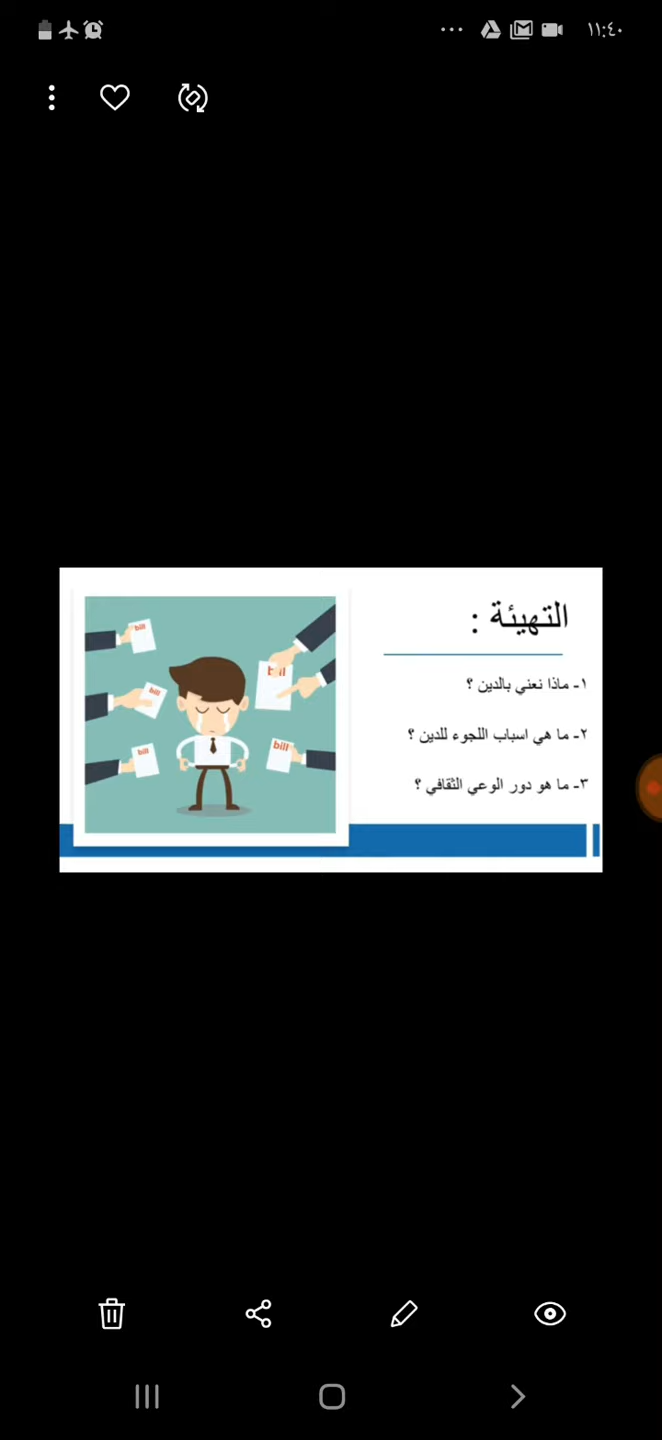 ١١:٤٠
التهيئة :
١- ماذا نعني بالدين ؟
٢- ما هي اسباب اللجوء للدين ؟
٣- ما هو دور الوعي الثقافي ؟
bill
bill
bill
bill
bill